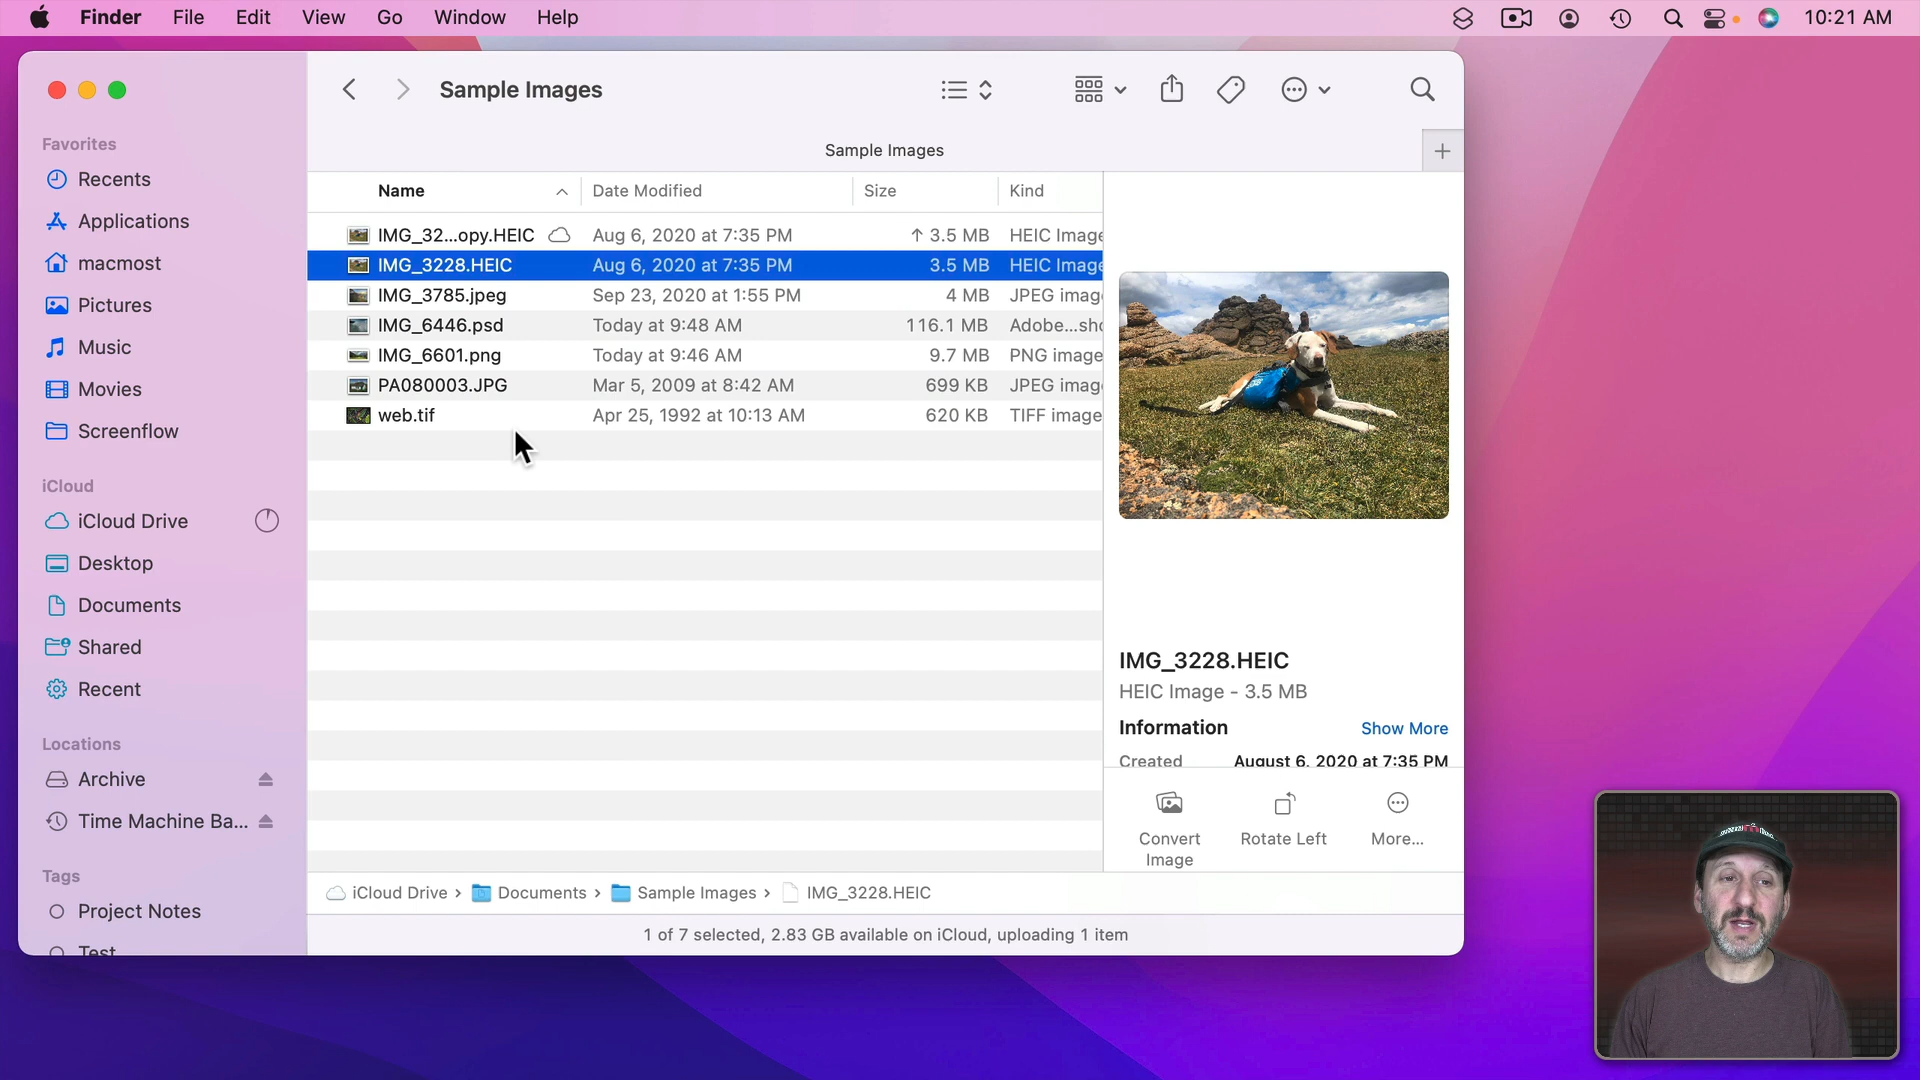 Finder File Edit View Go Window Help 10:21 AM
Sample Images
Sample Images
Favorites
Recents
Applications
macmost
Pictures
Music
Movies
Screenflow
iCloud
iCloud Drive
Desktop
Documents
Shared
Recent
Locations
Archive
Time Machine Ba...
Tags
Project Notes
Test
Name Date Modified Size Kind
IMG_32...opy.HEIC Aug 6, 2020 at 7:35 PM ↑ 3.5 MB HEIC Image
IMG_3228.HEIC Aug 6, 2020 at 7:35 PM 3.5 MB HEIC Image
IMG_3785.jpeg Sep 23, 2020 at 1:55 PM 4 MB JPEG imag
IMG_6446.psd Today at 9:48 AM 116.1 MB Adobe...sho
IMG_6601.png Today at 9:46 AM 9.7 MB PNG image
PA080003.JPG Mar 5, 2009 at 8:42 AM 699 KB JPEG imag
web.tif Apr 25, 1992 at 10:13 AM 620 KB TIFF image
IMG_3228.HEIC
HEIC Image - 3.5 MB
Information Show More
Created August 6, 2020 at 7:35 PM
Convert Image
Rotate Left
More...
iCloud Drive › Documents › Sample Images › IMG_3228.HEIC
1 of 7 selected, 2.83 GB available on iCloud, uploading 1 item